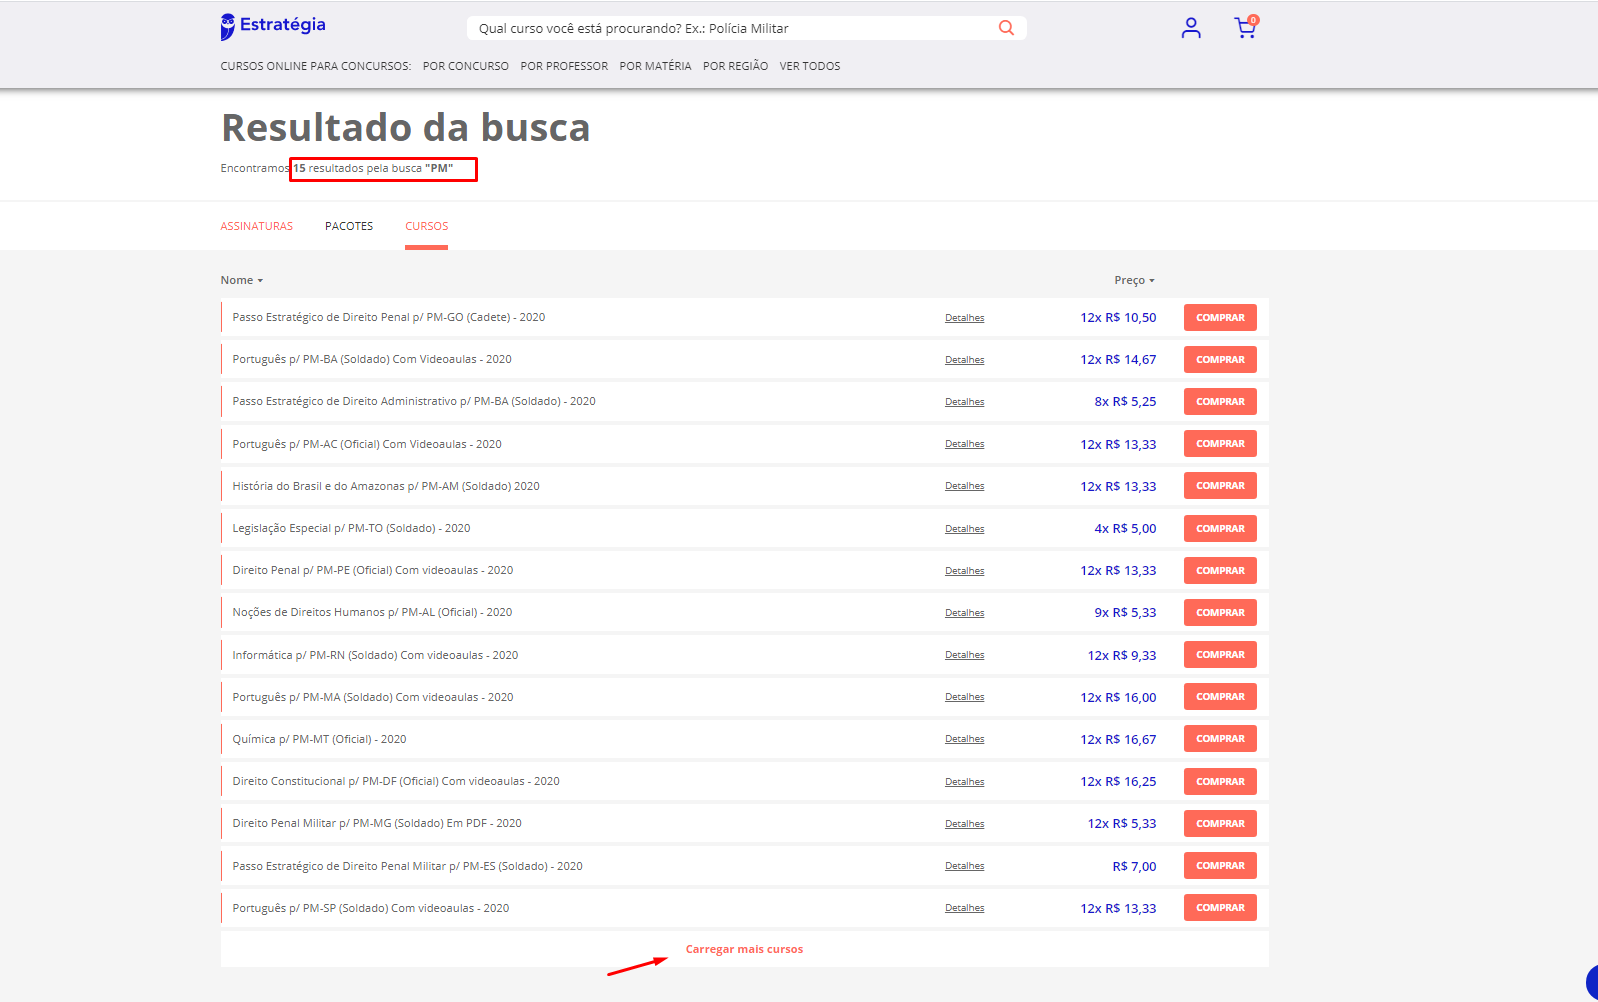 Estratégia
Qual curso você está procurando? Ex.: Polícia Militar
0
CURSOS ONLINE PARA CONCURSOS: POR CONCURSO POR PROFESSOR POR MATÉRIA POR REGIÃO VER TODOS
Resultado da busca
Encontramos 15 resultados pela busca "PM"
ASSINATURAS PACOTES CURSOS
Nome Preço
Passo Estratégico de Direito Penal p/ PM-GO (Cadete) - 2020 Detalhes 12x R$ 10,50 COMPRAR
Português p/ PM-BA (Soldado) Com Videoaulas - 2020 Detalhes 12x R$ 14,67 COMPRAR
Passo Estratégico de Direito Administrativo p/ PM-BA (Soldado) - 2020 Detalhes 8x R$ 5,25 COMPRAR
Português p/ PM-AC (Oficial) Com Videoaulas - 2020 Detalhes 12x R$ 13,33 COMPRAR
História do Brasil e do Amazonas p/ PM-AM (Soldado) 2020 Detalhes 12x R$ 13,33 COMPRAR
Legislação Especial p/ PM-TO (Soldado) - 2020 Detalhes 4x R$ 5,00 COMPRAR
Direito Penal p/ PM-PE (Oficial) Com videoaulas - 2020 Detalhes 12x R$ 13,33 COMPRAR
Noções de Direitos Humanos p/ PM-AL (Oficial) - 2020 Detalhes 9x R$ 5,33 COMPRAR
Informática p/ PM-RN (Soldado) Com videoaulas - 2020 Detalhes 12x R$ 9,33 COMPRAR
Português p/ PM-MA (Soldado) Com videoaulas - 2020 Detalhes 12x R$ 16,00 COMPRAR
Química p/ PM-MT (Oficial) - 2020 Detalhes 12x R$ 16,67 COMPRAR
Direito Constitucional p/ PM-DF (Oficial) Com videoaulas - 2020 Detalhes 12x R$ 16,25 COMPRAR
Direito Penal Militar p/ PM-MG (Soldado) Em PDF - 2020 Detalhes 12x R$ 5,33 COMPRAR
Passo Estratégico de Direito Penal Militar p/ PM-ES (Soldado) - 2020 Detalhes R$ 7,00 COMPRAR
Português p/ PM-SP (Soldado) Com videoaulas - 2020 Detalhes 12x R$ 13,33 COMPRAR
Carregar mais cursos